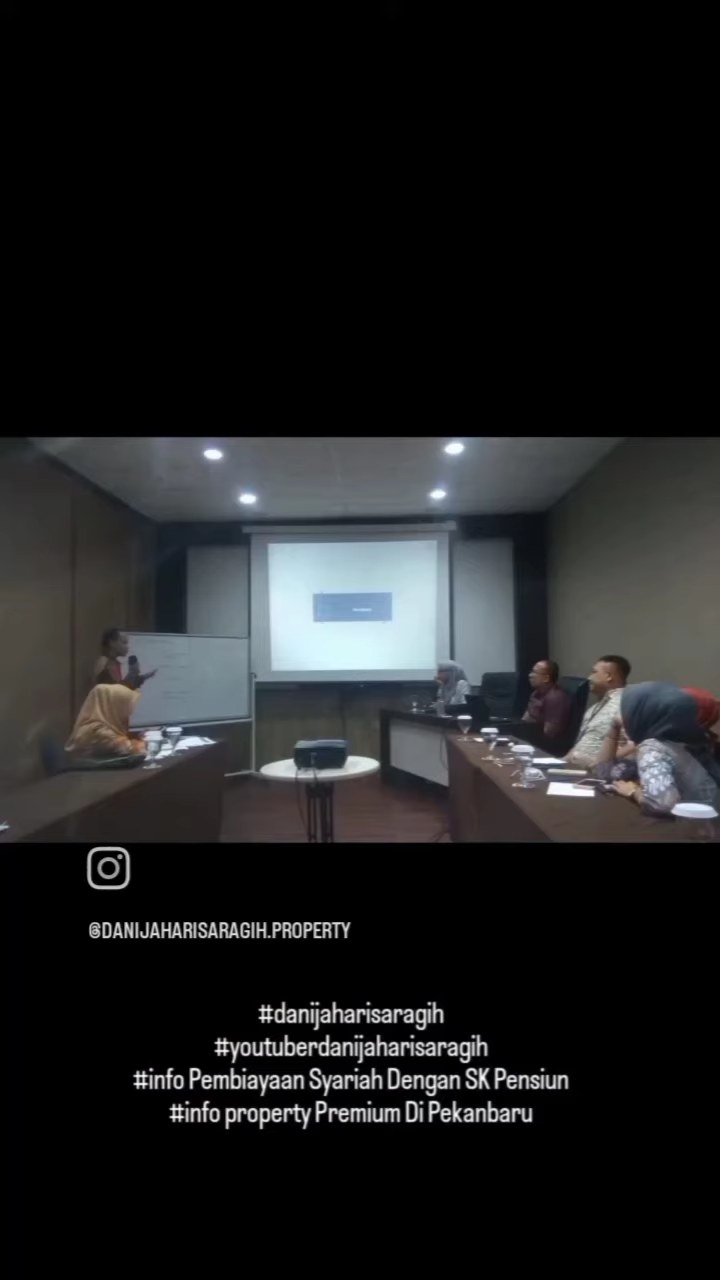 @DANIJAHARISARAGIH.PROPERTY
#danijaharisaragih
#youtuberdanijaharisaragih
#info Pembiayaan Syariah Dengan SK Pensiun
#info property Premium Di Pekanbaru